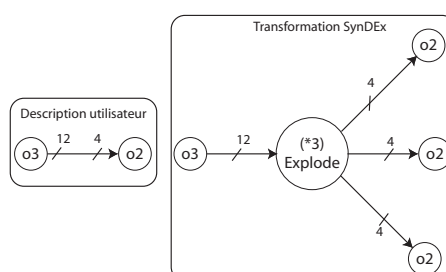 Transformation SynDEx
o2
4
Description utilisateur
12 4
o3 o2
12
o3
(*3)
Explode
4
o2
4
o2